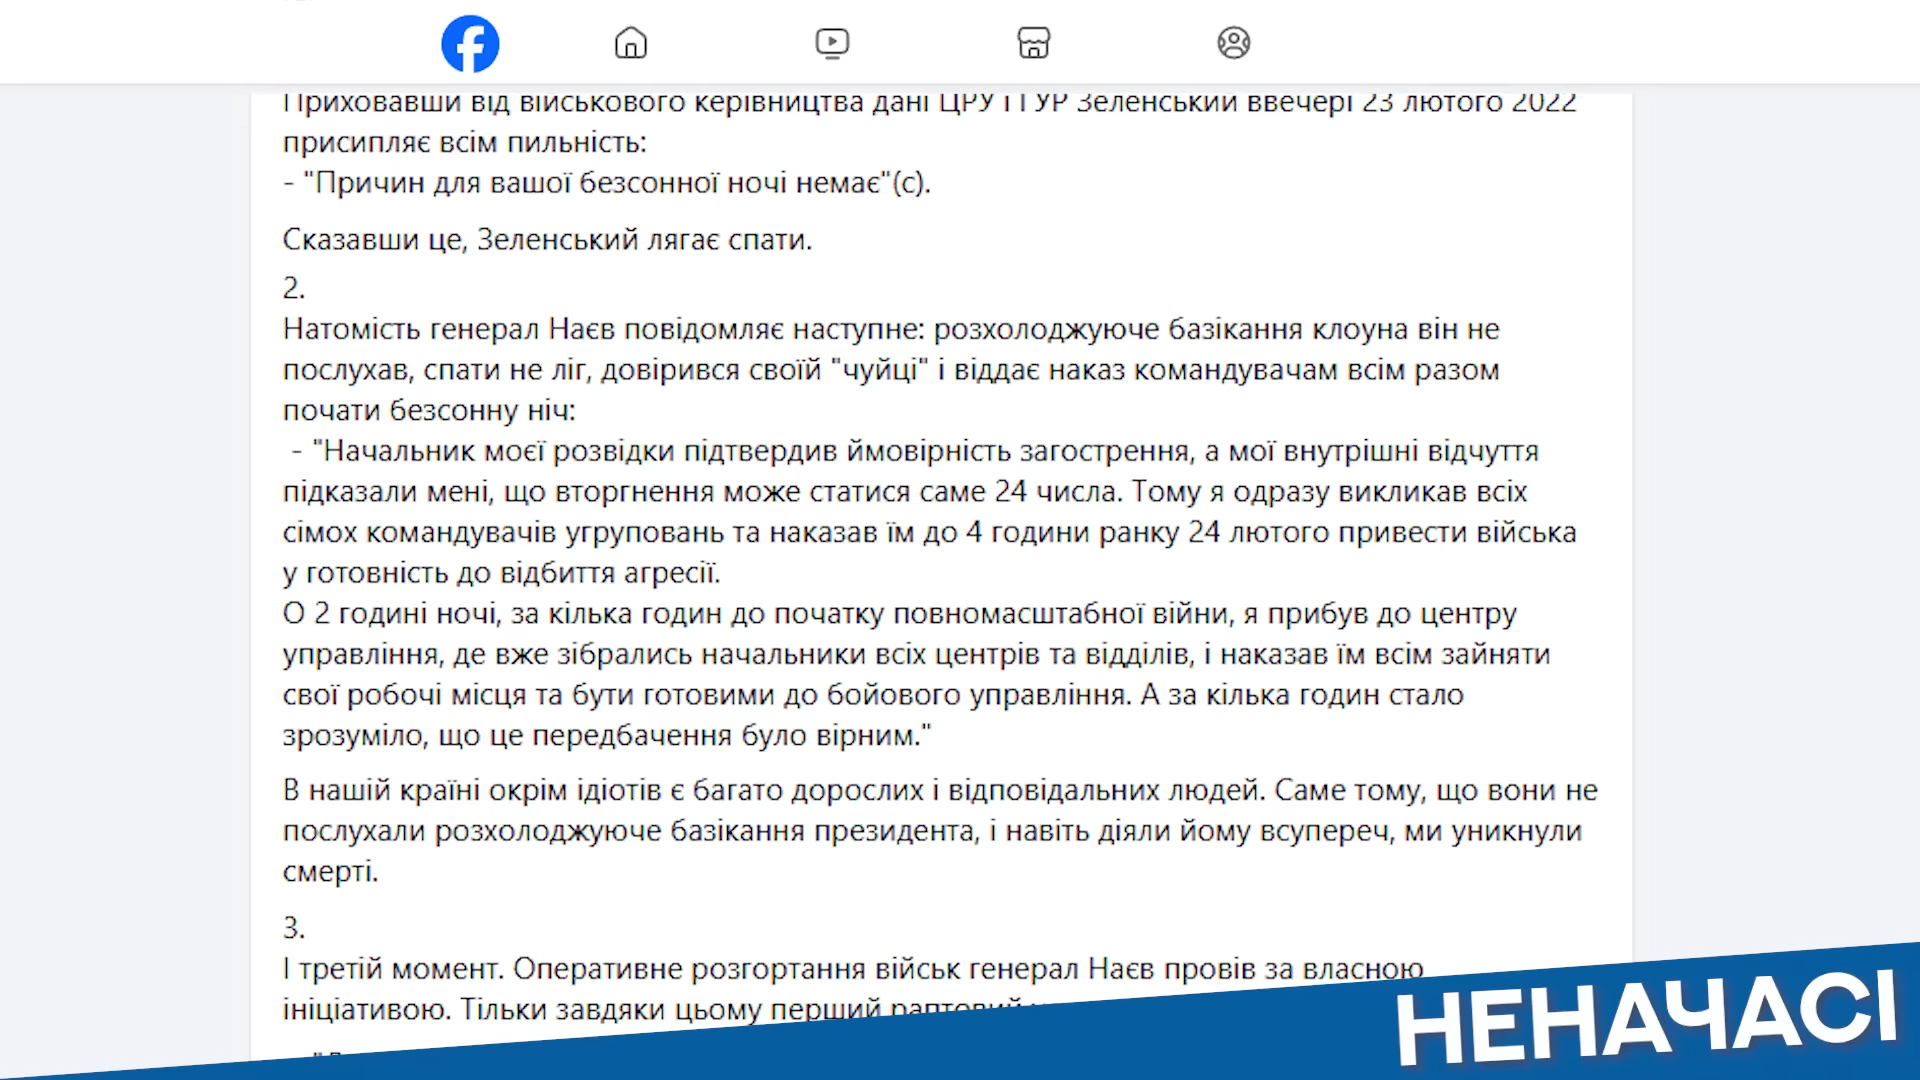 Приховавши від військового керівництва дані ЦРУ і ГУР Зеленський ввечері 23 лютого 2022
присипляє всім пильність:
- "Причин для вашої безсонної ночі немає"(с).
Сказавши це, Зеленський лягає спати.
2.
Натомість генерал Наєв повідомляє наступне: розхолоджуюче базікання клоуна він не
послухав, спати не ліг, довірився своїй "чуйці" і віддає наказ командувачам всім разом
почати безсонну ніч:
- "Начальник моєї розвідки підтвердив ймовірність загострення, а мої внутрішні відчуття
підказали мені, що вторгнення може статися саме 24 числа. Тому я одразу викликав всіх
сімох командувачів угруповань та наказав їм до 4 години ранку 24 лютого привести війська
у готовність до відбиття агресії.
О 2 годині ночі, за кілька годин до початку повномасштабної війни, я прибув до центру
управління, де вже зібрались начальники всіх центрів та відділів, і наказав їм всім зайняти
свої робочі місця та бути готовими до бойового управління. А за кілька годин стало
зрозуміло, що це передбачення було вірним."
В нашій країні окрім ідіотів є багато дорослих і відповідальних людей. Саме тому, що вони не
послухали розхолоджуюче базікання президента, і навіть діяли йому всупереч, ми уникнули
смерті.
3.
І третій момент. Оперативне розгортання військ генерал Наєв провів за власною
ініціативою. Тільки завдяки цьому перший раптовий
НЕНАЧАСІ